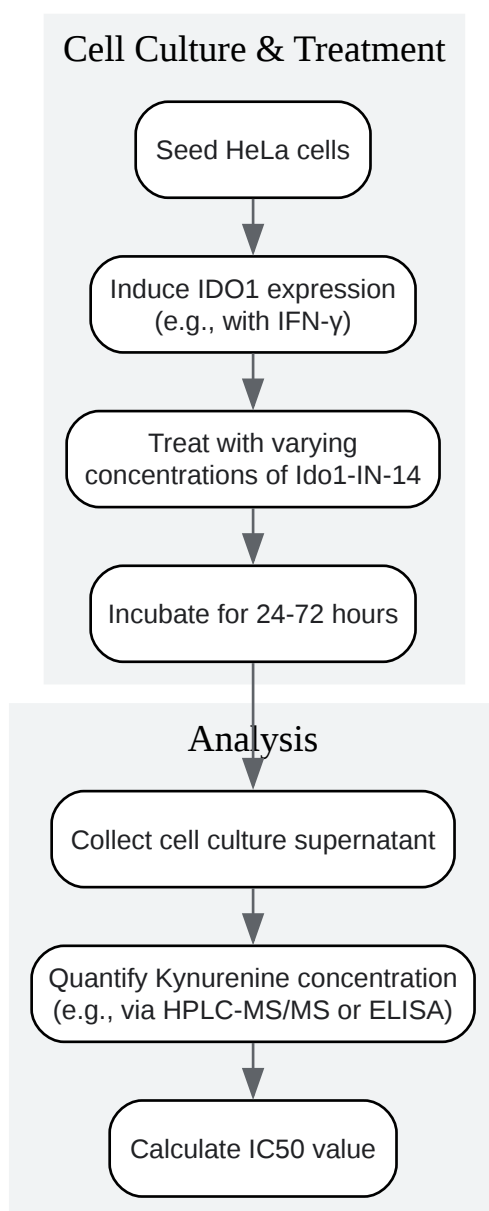 Cell Culture & Treatment
Seed HeLa cells
Induce IDO1 expression
(e.g., with IFN-γ)
Treat with varying
concentrations of Ido1-IN-14
Incubate for 24-72 hours
Analysis
Collect cell culture supernatant
Quantify Kynurenine concentration
(e.g., via HPLC-MS/MS or ELISA)
Calculate IC50 value